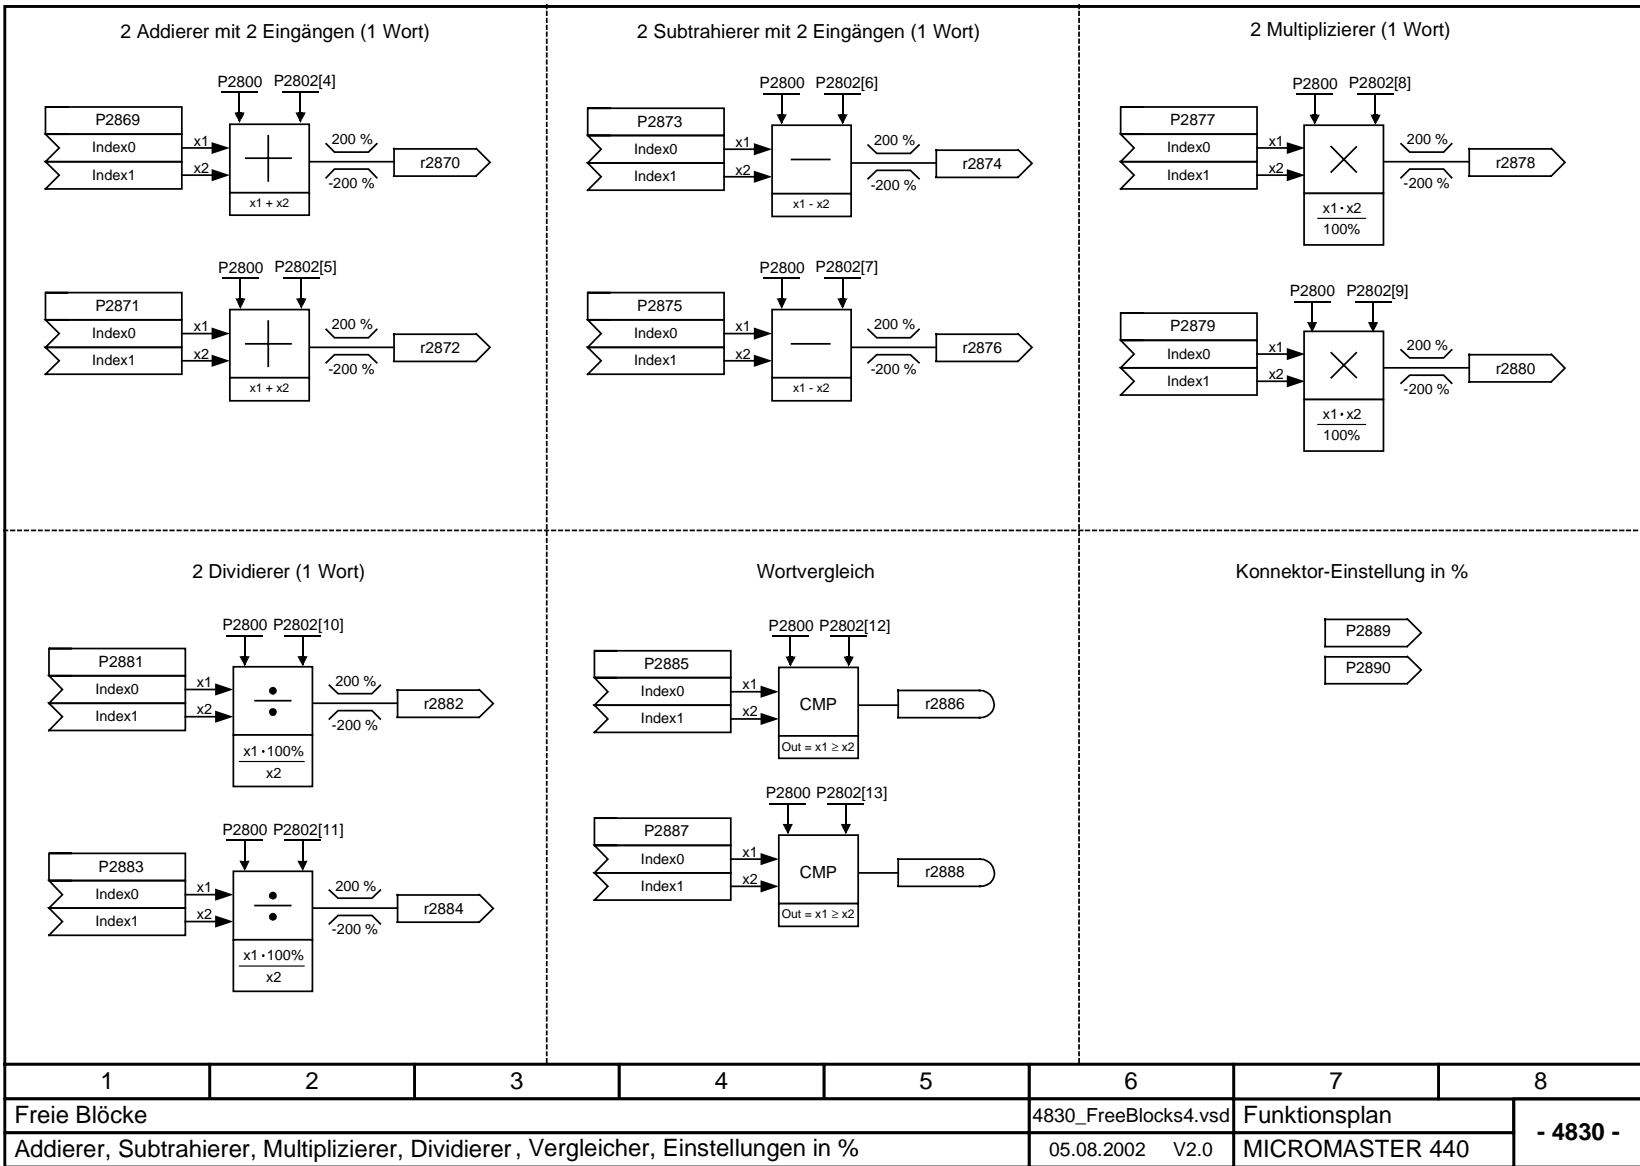 2 Addierer mit 2 Eingängen (1 Wort)
P2800 P2802[4]
P2869
Index0
x1
Index1
x2
x1 + x2
200 %
-200 %
r2870
P2800 P2802[5]
P2871
Index0
x1
Index1
x2
x1 + x2
200 %
-200 %
r2872
2 Subtrahierer mit 2 Eingängen (1 Wort)
P2800 P2802[6]
P2873
Index0
x1
Index1
x2
x1 - x2
200 %
-200 %
r2874
P2800 P2802[7]
P2875
Index0
x1
Index1
x2
x1 - x2
200 %
-200 %
r2876
2 Multiplizierer (1 Wort)
P2800 P2802[8]
P2877
Index0
x1
Index1
x2
x1·x2
100%
200 %
-200 %
r2878
P2800 P2802[9]
P2879
Index0
x1
Index1
x2
x1·x2
100%
200 %
-200 %
r2880
2 Dividierer (1 Wort)
P2800 P2802[10]
P2881
Index0
x1
Index1
x2
x1·100%
x2
200 %
-200 %
r2882
P2800 P2802[11]
P2883
Index0
x1
Index1
x2
x1·100%
x2
200 %
-200 %
r2884
Wortvergleich
P2800 P2802[12]
P2885
Index0
x1
Index1
x2
CMP
Out = x1 ≥ x2
r2886
P2800 P2802[13]
P2887
Index0
x1
Index1
x2
CMP
Out = x1 ≥ x2
r2888
Konnektor-Einstellung in %
P2889
P2890
1 2 3 4 5 6 7 8
Freie Blöcke
4830_FreeBlocks4.vsd
Funktionsplan
Addierer, Subtrahierer, Multiplizierer, Dividierer, Vergleicher, Einstellungen in %
05.08.2002 V2.0
MICROMASTER 440
- 4830 -